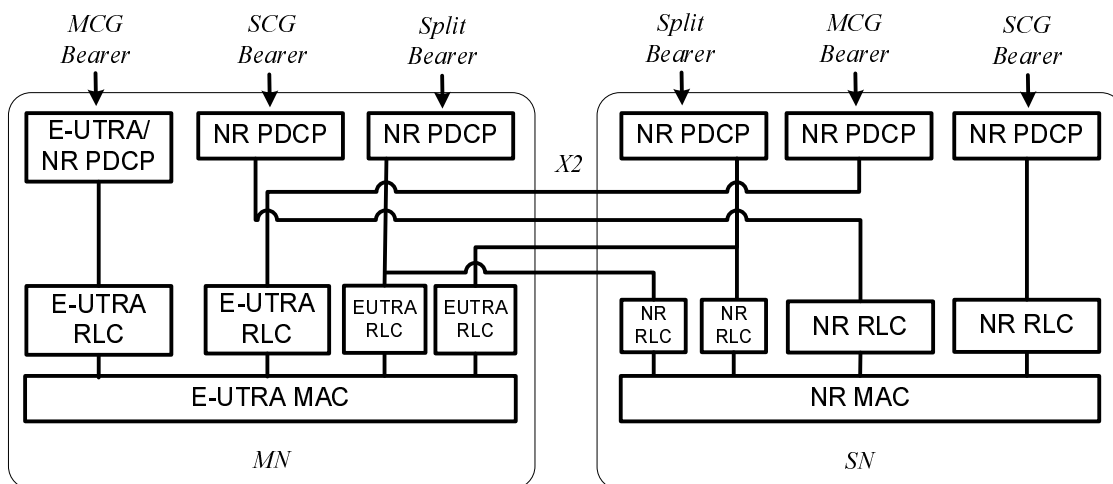 MCG
Bearer
SCG
Bearer
Split
Bearer
Split
Bearer
MCG
Bearer
SCG
Bearer
E-UTRA/
NR PDCP
NR PDCP
NR PDCP
NR PDCP
NR PDCP
NR PDCP
X2
E-UTRA
RLC
E-UTRA
RLC
EUTRA
RLC
EUTRA
RLC
NR
RLC
NR
RLC
NR RLC
NR RLC
E-UTRA MAC
NR MAC
MN
SN